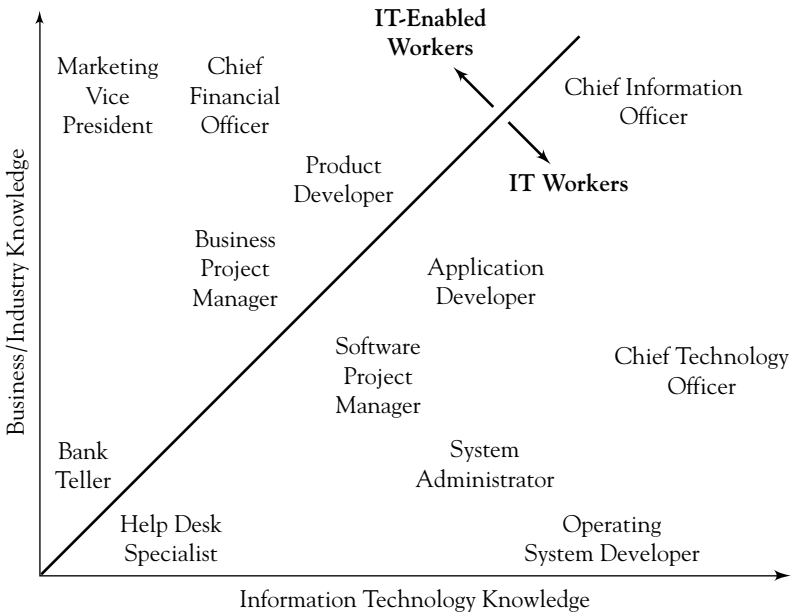 IT-Enabled
Workers
Marketing
Vice
President
Chief
Financial
Officer
Chief Information
Officer
Product
Developer
IT Workers
Business
Project
Manager
Application
Developer
Software
Project
Manager
Chief Technology
Officer
Bank
Teller
System
Administrator
Help Desk
Specialist
Operating
System Developer
Business/Industry Knowledge
Information Technology Knowledge